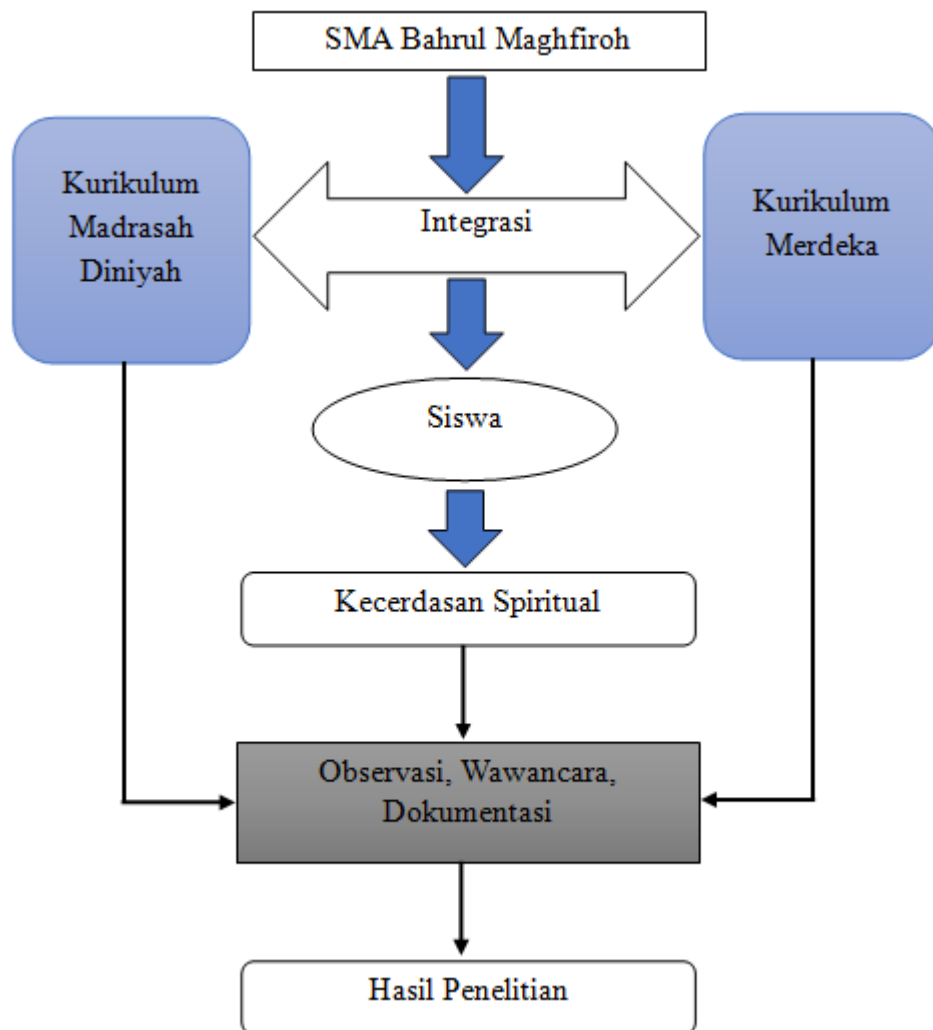 SMA Bahrul Maghfiroh
Kurikulum
Madrasah
Diniyah
Integrasi
Kurikulum
Merdeka
Siswa
Kecerdasan Spiritual
Observasi, Wawancara,
Dokumentasi
Hasil Penelitian